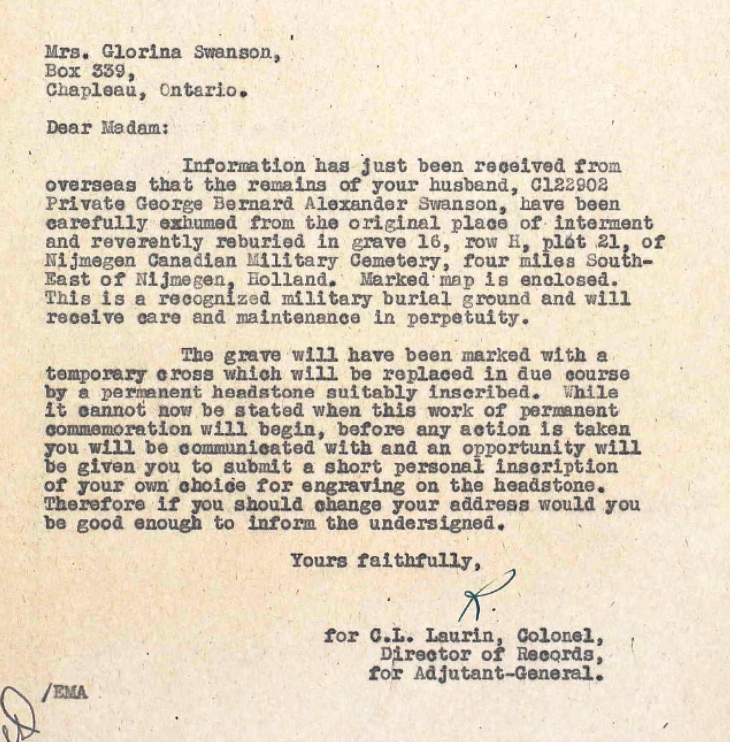 Mrs. Glorina Swanson,
Box 339,
Chapleau, Ontario.
Dear Madam:
Information has just been received from
overseas that the remains of your husband, C122902
Private George Bernard Alexander Swanson, have been
carefully exhumed from the original place of interment
and reverently reburied in grave 16, row H, plot 21, of
Nijmegen Canadian Military Cemetery, four miles South-
East of Nijmegen, Holland. Marked map is enclosed.
This is a recognized military burial ground and will
receive care and maintenance in perpetuity.
The grave will have been marked with a
temporary cross which will be replaced in due course
by a permanent headstone suitably inscribed. While
it cannot now be stated when this work of permanent
commemoration will begin, before any action is taken
you will be communicated with and an opportunity will
be given you to submit a short personal inscription
of your own choice for engraving on the headstone.
Therefore if you should change your address would you
be good enough to inform the undersigned.
Yours faithfully,
R.
for C.L. Laurin, Colonel,
Director of Records,
for Adjutant-General.
/EMA